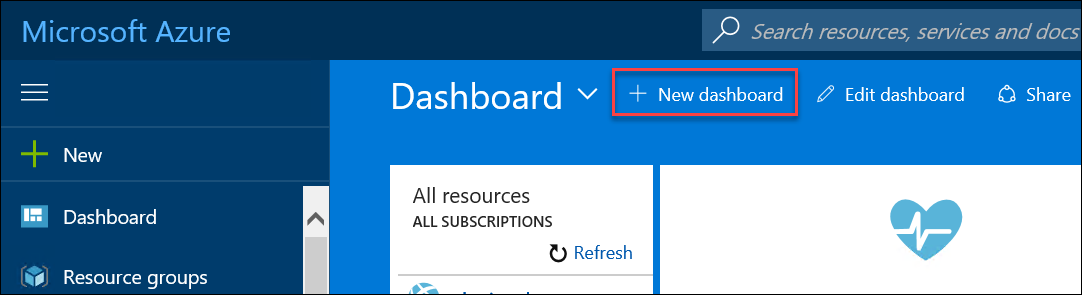 Microsoft Azure
Search resources, services and docs
Dashboard
New dashboard
Edit dashboard
Share
New
Dashboard
Resource groups
All resources
ALL SUBSCRIPTIONS
Refresh